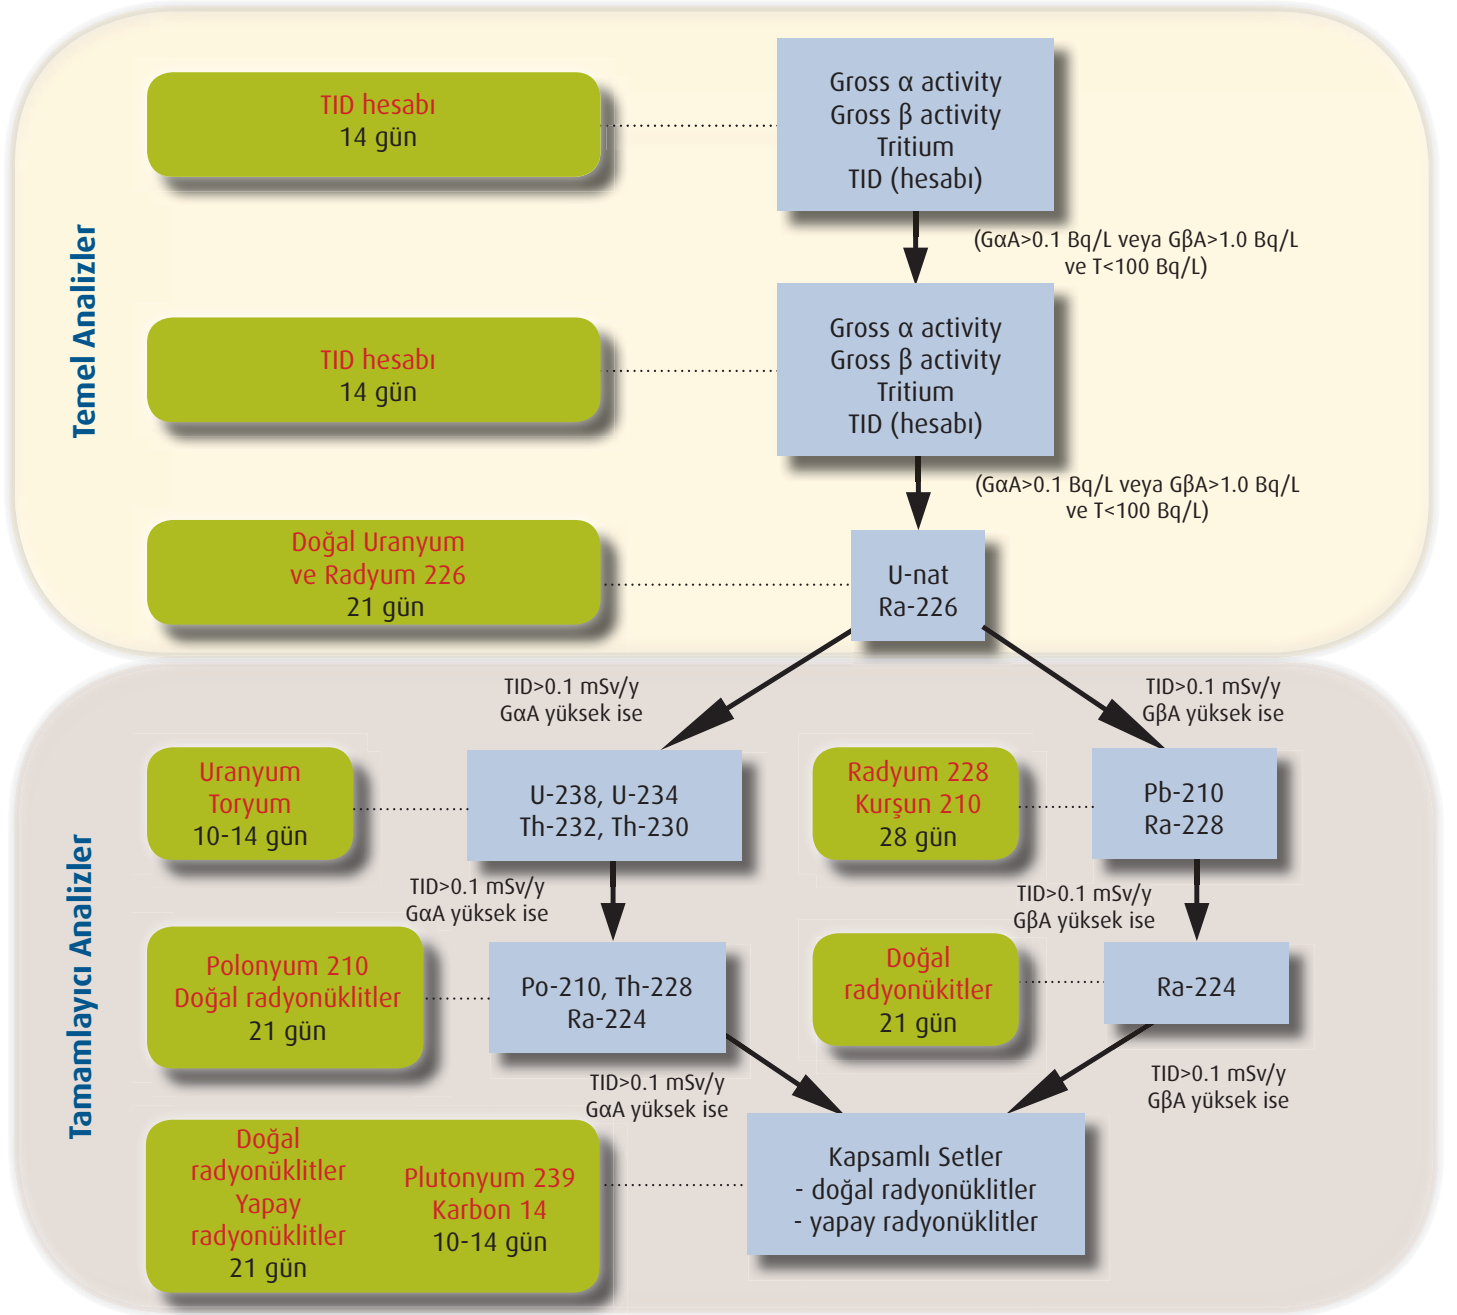 Temel Analizler
TID hesabı
14 gün
Gross α activity
Gross β activity
Tritium
TID (hesabı)
(GαA>0.1 Bq/L veya GβA>1.0 Bq/L
ve T<100 Bq/L)
TID hesabı
14 gün
Gross α activity
Gross β activity
Tritium
TID (hesabı)
(GαA>0.1 Bq/L veya GβA>1.0 Bq/L
ve T<100 Bq/L)
Doğal Uranyum
ve Radyum 226
21 gün
U-nat
Ra-226
Tamamlayıcı Analizler
TID>0.1 mSv/y
GαA yüksek ise
TID>0.1 mSv/y
GβA yüksek ise
Uranyum
Toryum
10-14 gün
U-238, U-234
Th-232, Th-230
Radyum 228
Kurşun 210
28 gün
Pb-210
Ra-228
TID>0.1 mSv/y
GαA yüksek ise
TID>0.1 mSv/y
GβA yüksek ise
Polonyum 210
Doğal radyonüklitler
21 gün
Po-210, Th-228
Ra-224
Doğal
radyonükitler
21 gün
Ra-224
TID>0.1 mSv/y
GαA yüksek ise
TID>0.1 mSv/y
GβA yüksek ise
Doğal
radyonüklitler
Yapay
radyonüklitler
21 gün
Plutonyum 239
Karbon 14
10-14 gün
Kapsamlı Setler
- doğal radyonüklitler
- yapay radyonüklitler